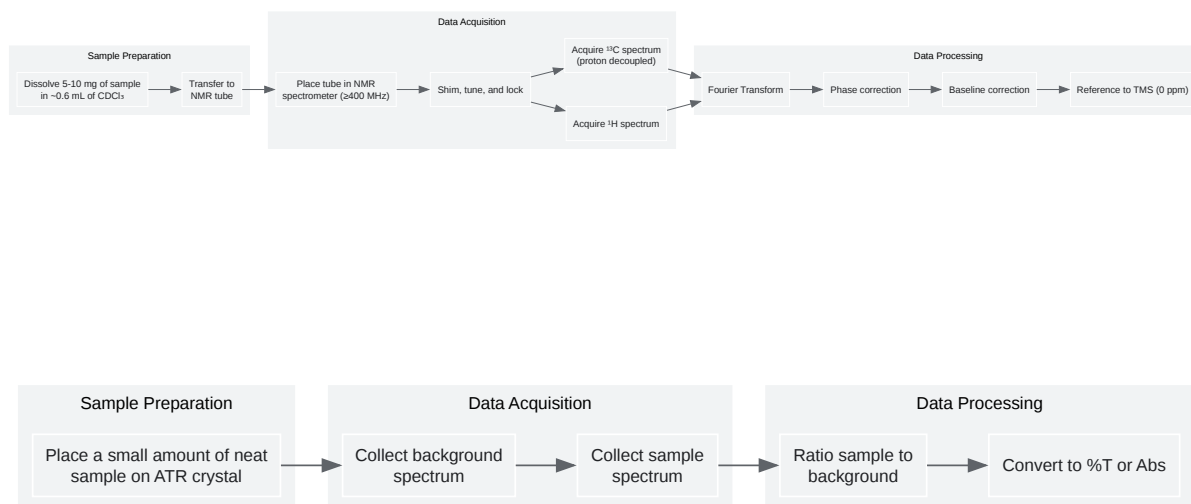 Sample Preparation
Dissolve 5-10 mg of sample
in ~0.6 mL of CDCl₃
Transfer to
NMR tube
Data Acquisition
Place tube in NMR
spectrometer (≥400 MHz)
Shim, tune, and lock
Acquire ¹³C spectrum
(proton decoupled)
Acquire ¹H spectrum
Data Processing
Fourier Transform
Phase correction
Baseline correction
Reference to TMS (0 ppm)
Sample Preparation
Place a small amount of neat
sample on ATR crystal
Data Acquisition
Collect background
spectrum
Collect sample
spectrum
Data Processing
Ratio sample to
background
Convert to %T or Abs